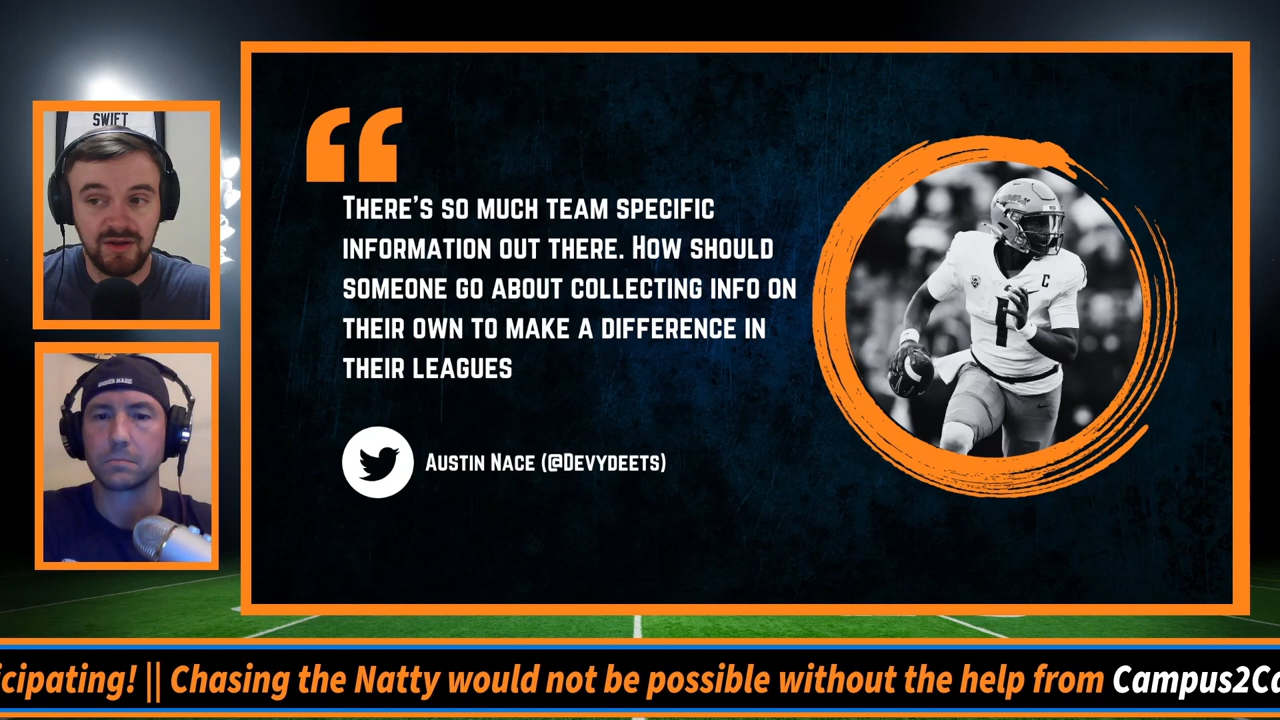 SWIFT
“
THERE'S SO MUCH TEAM SPECIFIC
INFORMATION OUT THERE. HOW SHOULD
SOMEONE GO ABOUT COLLECTING INFO ON
THEIR OWN TO MAKE A DIFFERENCE IN
THEIR LEAGUES
AUSTIN NACE (@DEVYDEETS)
C
1
icipating! || Chasing the Natty would not be possible without the help from Campus2Ca